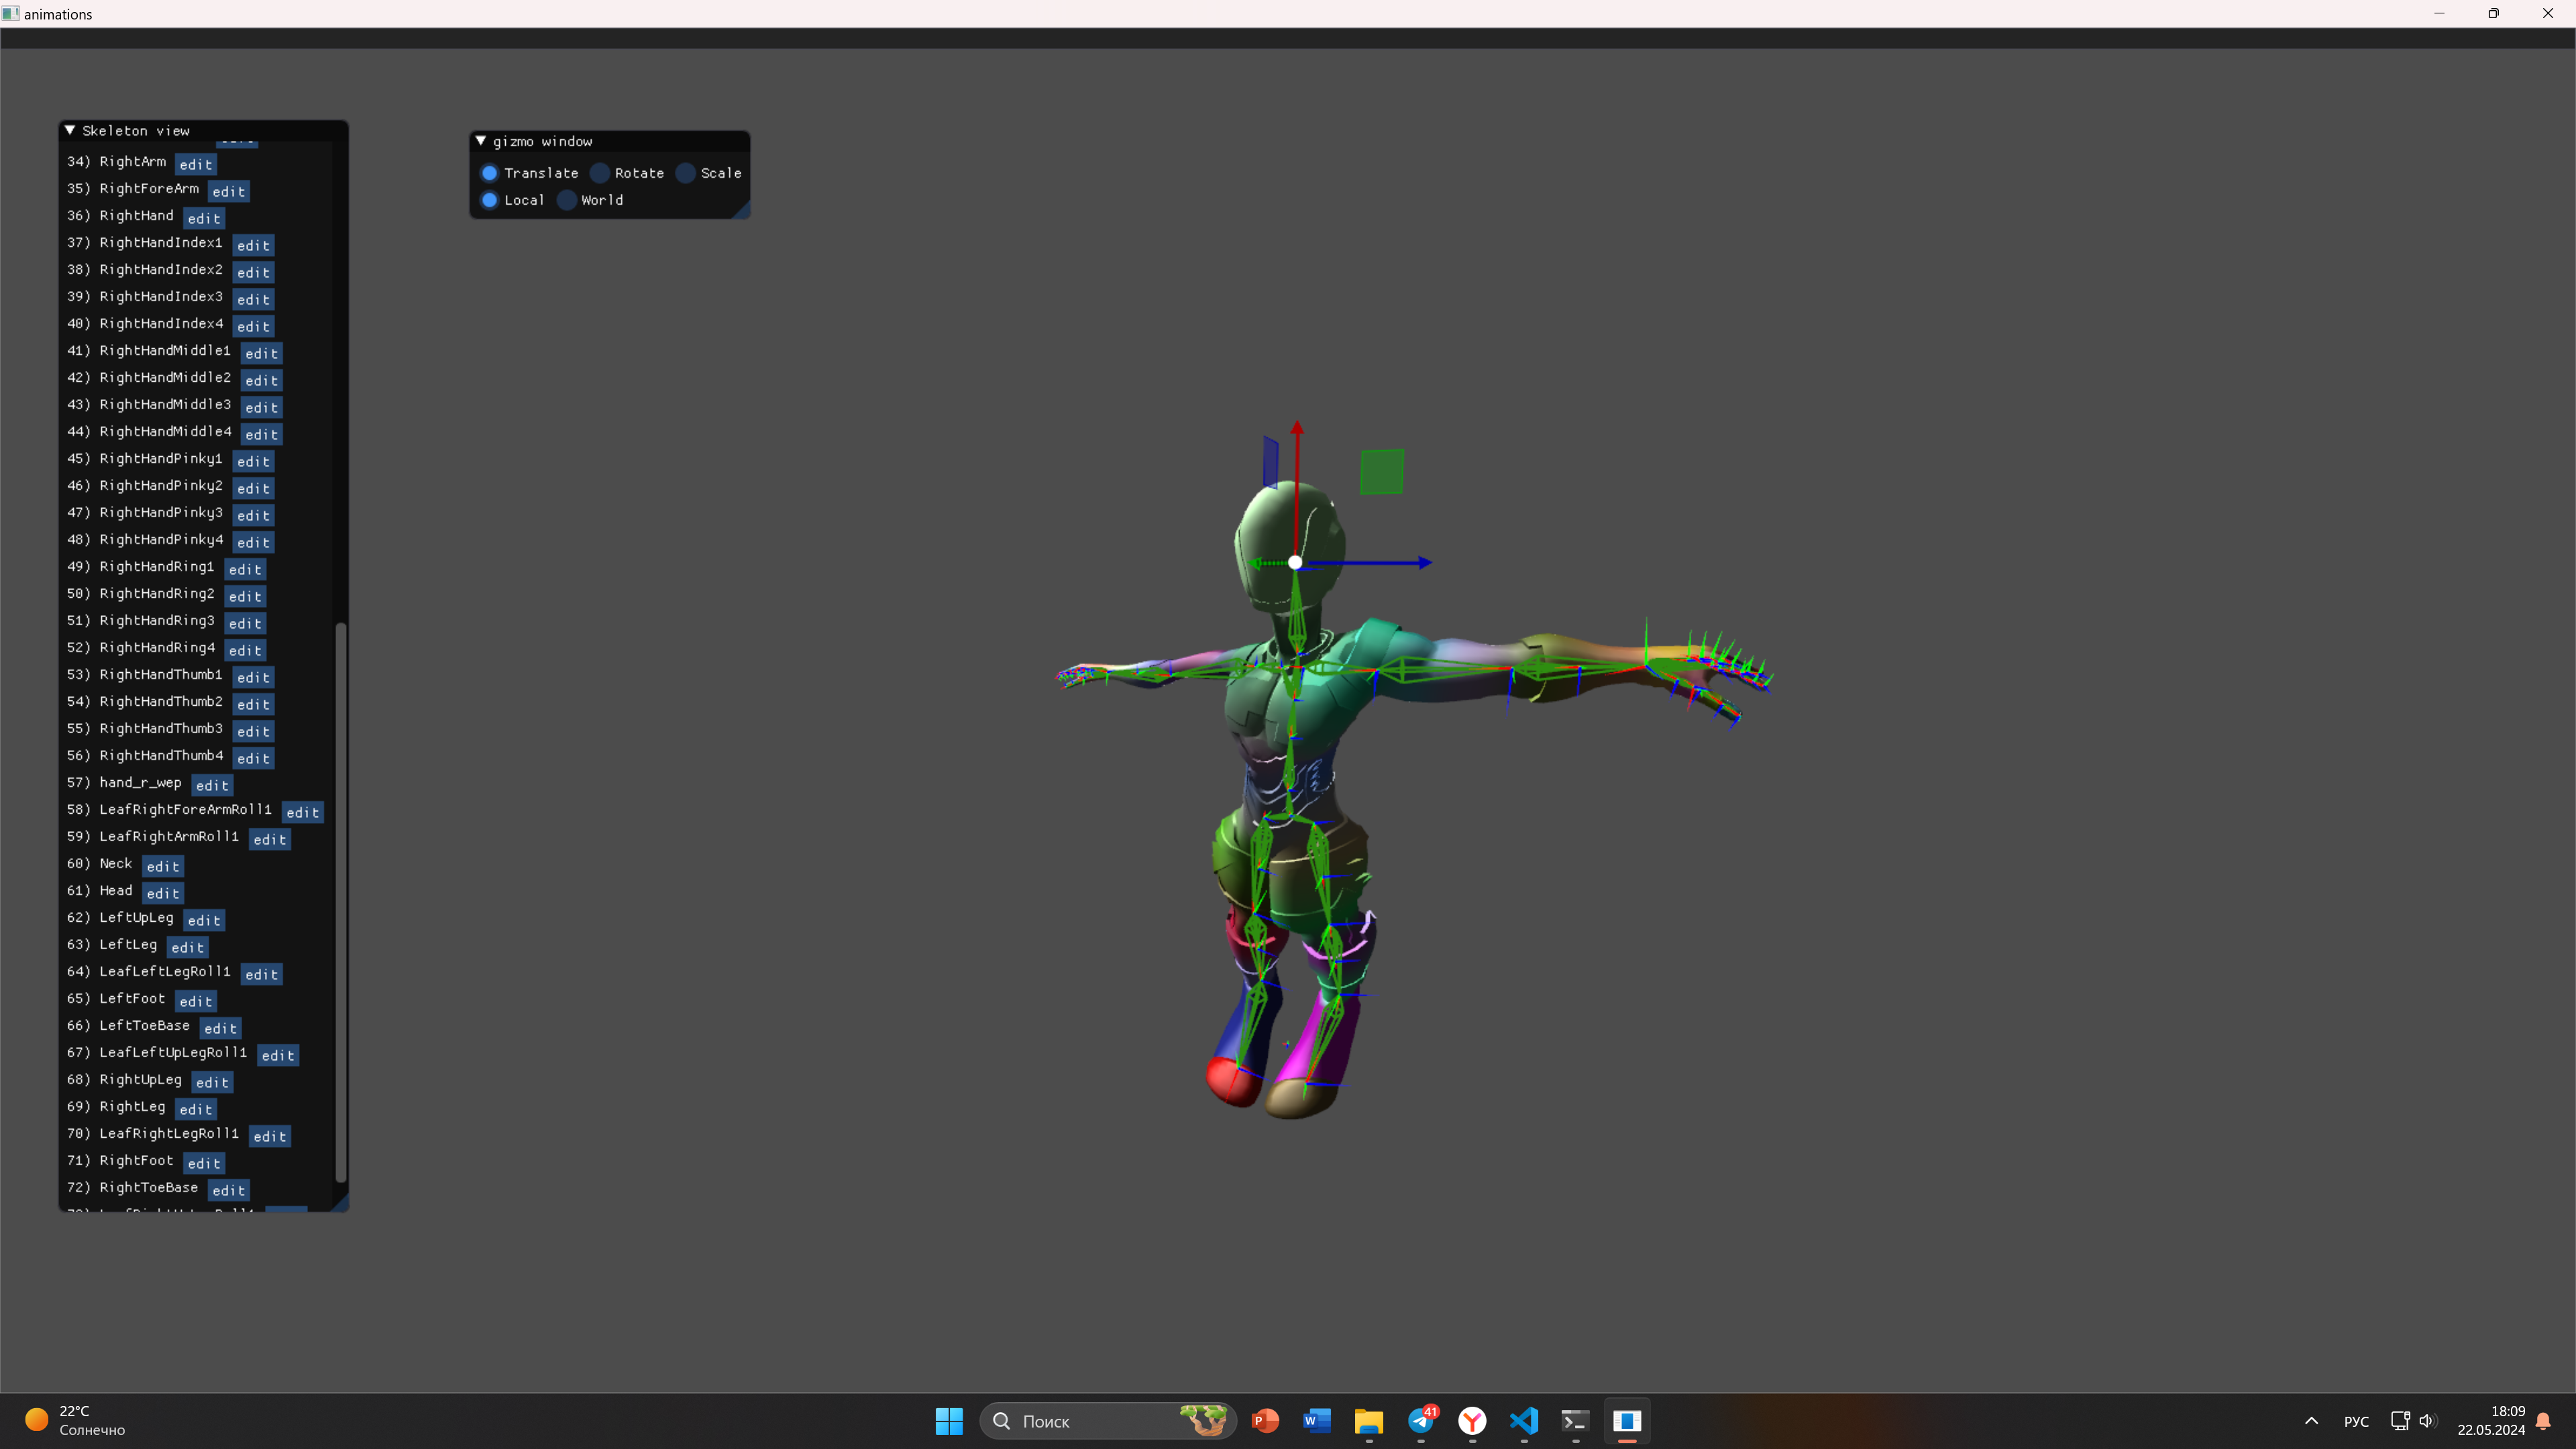 animations
Skeleton view
34) RightArm edit
35) RightForeArm edit
36) RightHand edit
37) RightHandIndex1 edit
38) RightHandIndex2 edit
39) RightHandIndex3 edit
40) RightHandIndex4 edit
41) RightHandMiddle1 edit
42) RightHandMiddle2 edit
43) RightHandMiddle3 edit
44) RightHandMiddle4 edit
45) RightHandPinky1 edit
46) RightHandPinky2 edit
47) RightHandPinky3 edit
48) RightHandPinky4 edit
49) RightHandRing1 edit
50) RightHandRing2 edit
51) RightHandRing3 edit
52) RightHandRing4 edit
53) RightHandThumb1 edit
54) RightHandThumb2 edit
55) RightHandThumb3 edit
56) RightHandThumb4 edit
57) hand_r_wep edit
58) LeafRightForeArmRoll1 edit
59) LeafRightArmRoll1 edit
60) Neck edit
61) Head edit
62) LeftUpLeg edit
63) LeftLeg edit
64) LeafLeftLegRoll1 edit
65) LeftFoot edit
66) LeftToeBase edit
67) LeafLeftUpLegRoll1 edit
68) RightUpLeg edit
69) RightLeg edit
70) LeafRightLegRoll1 edit
71) RightFoot edit
72) RightToeBase edit
gizmo window
Translate Rotate Scale
Local World
22°C
Солнечно
Поиск
41
РУС
18:09
22.05.2024